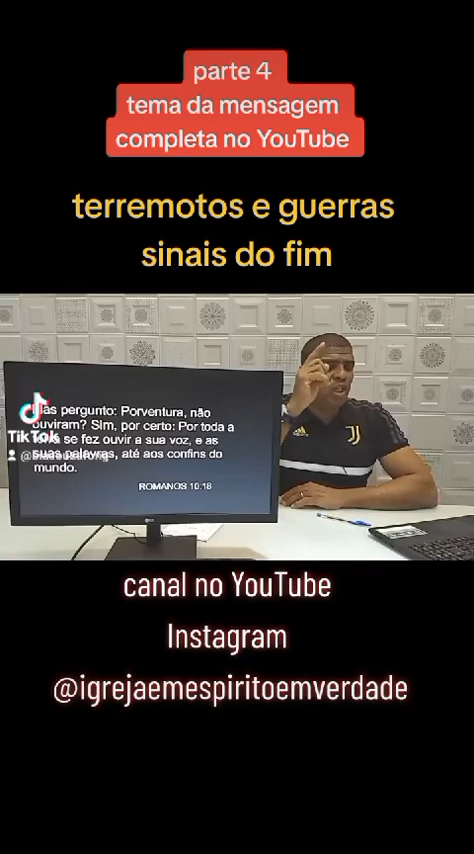 parte 4
tema da mensagem
completa no YouTube
terremotos e guerras
sinais do fim
Mas pergunto: Porventura, não
ouviram? Sim, por certo: Por toda a
se fez ouvir a sua voz, e as
suas palavras, até aos confins do
mundo.
ROMANOS 10:18
TikTok
canal no YouTube
Instagram
@igrejaemespiritoemverdade